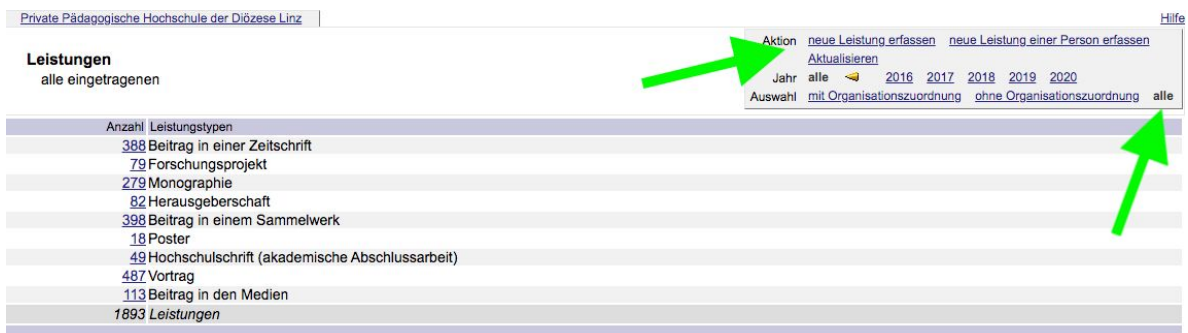 Private Pädagogische Hochschule der Diözese Linz
Hilfe
Leistungen
alle eingetragenen
Aktion neue Leistung erfassen neue Leistung einer Person erfassen
Aktualisieren
Jahr alle 2016 2017 2018 2019 2020
Auswahl mit Organisationszuordnung ohne Organisationszuordnung alle
Anzahl Leistungstypen
388 Beitrag in einer Zeitschrift
79 Forschungsprojekt
279 Monographie
82 Herausgeberschaft
398 Beitrag in einem Sammelwerk
18 Poster
49 Hochschulschrift (akademische Abschlussarbeit)
487 Vortrag
113 Beitrag in den Medien
1893 Leistungen